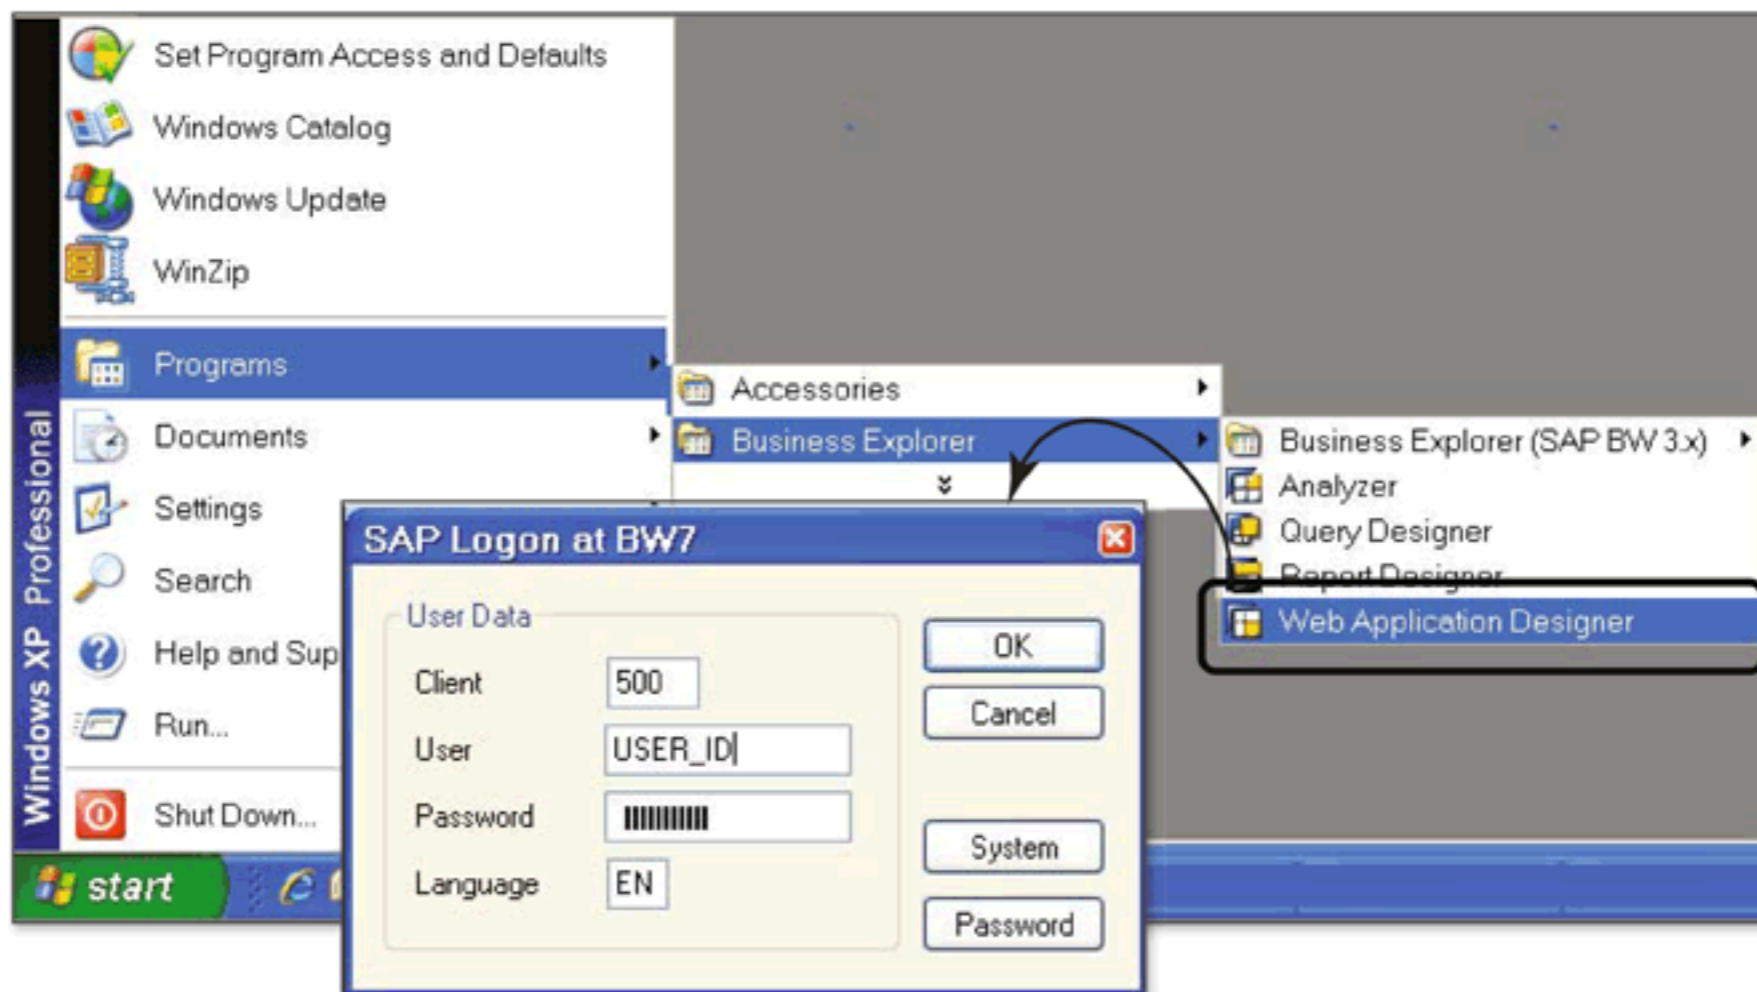 Set Program Access and Defaults
Windows Catalog
Windows Update
WinZip
Programs
Documents
Settings
Search
Help and Sup
Run...
Shut Down...
Windows XP Professional
start
Accessories
Business Explorer
Business Explorer (SAP BW 3.x)
Analyzer
Query Designer
Report Designer
Web Application Designer
SAP Logon at BW7
User Data
Client 500
User USER_ID
Password
Language EN
OK
Cancel
System
Password